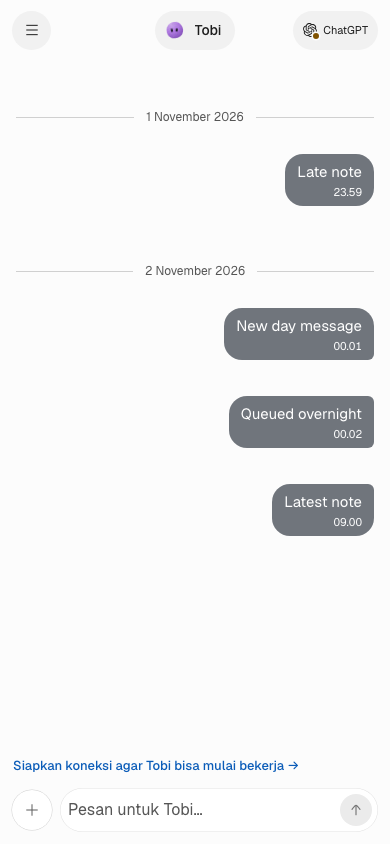 Tobi
ChatGPT
1 November 2026
Late note
23.59
2 November 2026
New day message
00.01
Queued overnight
00.02
Latest note
09.00
Siapkan koneksi agar Tobi bisa mulai bekerja →
Pesan untuk Tobi...